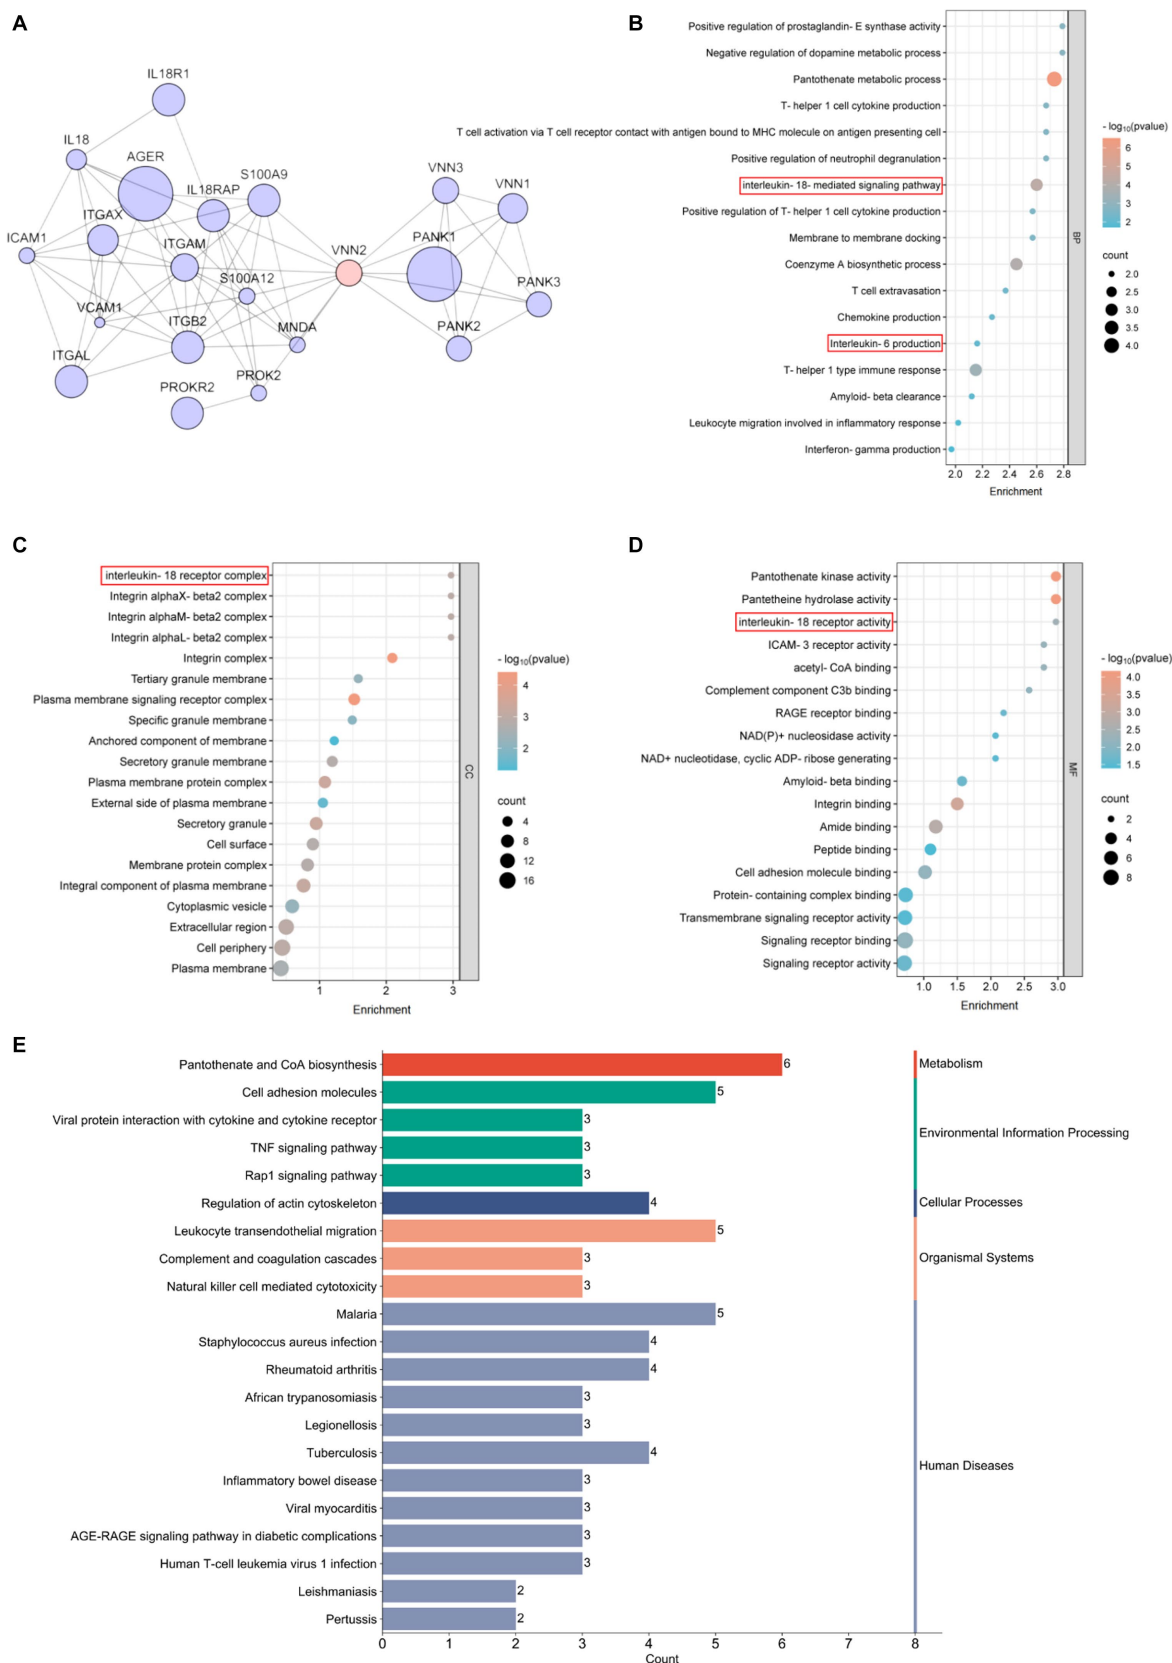 A
IL18R1
IL18
AGER
IL18RAP
S100A9
VNN3
VNN1
ITGAX
ICAM1
ITGAM
VNN2
PANK1
S100A12
PANK3
VCAM1
ITGB2
MNDA
PANK2
ITGAL
PROKR2
PROK2
B
Positive regulation of prostaglandin- E synthase activity
Negative regulation of dopamine metabolic process
Pantothenate metabolic process
T- helper 1 cell cytokine production
T cell activation via T cell receptor contact with antigen bound to MHC molecule on antigen presenting cell
Positive regulation of neutrophil degranulation
interleukin- 18- mediated signaling pathway
Positive regulation of T- helper 1 cell cytokine production
Membrane to membrane docking
Coenzyme A biosynthetic process
T cell extravasation
Chemokine production
Interleukin- 6 production
T- helper 1 type immune response
Amyloid- beta clearance
Leukocyte migration involved in inflammatory response
Interferon- gamma production
2.0 2.2 2.4 2.6 2.8
Enrichment
BP
- log10(pvalue)
6
5
4
3
2
count
2.0
2.5
3.0
3.5
4.0
C
interleukin- 18 receptor complex
Integrin alphaX- beta2 complex
Integrin alphaM- beta2 complex
Integrin alphaL- beta2 complex
Integrin complex
Tertiary granule membrane
Plasma membrane signaling receptor complex
Specific granule membrane
Anchored component of membrane
Secretory granule membrane
Plasma membrane protein complex
External side of plasma membrane
Secretory granule
Cell surface
Membrane protein complex
Integral component of plasma membrane
Cytoplasmic vesicle
Extracellular region
Cell periphery
Plasma membrane
1 2 3
Enrichment
CC
- log10(pvalue)
4
3
2
count
4
8
12
16
D
Pantothenate kinase activity
Pantetheine hydrolase activity
interleukin- 18 receptor activity
ICAM- 3 receptor activity
acetyl- CoA binding
Complement component C3b binding
RAGE receptor binding
NAD(P)+ nucleosidase activity
NAD+ nucleotidase, cyclic ADP- ribose generating
Amyloid- beta binding
Integrin binding
Amide binding
Peptide binding
Cell adhesion molecule binding
Protein- containing complex binding
Transmembrane signaling receptor activity
Signaling receptor binding
Signaling receptor activity
1.0 1.5 2.0 2.5 3.0
Enrichment
MF
- log10(pvalue)
4.0
3.5
3.0
2.5
2.0
1.5
count
2
4
6
8
E
Pantothenate and CoA biosynthesis 6
Cell adhesion molecules 5
Viral protein interaction with cytokine and cytokine receptor 3
TNF signaling pathway 3
Rap1 signaling pathway 3
Regulation of actin cytoskeleton 4
Leukocyte transendothelial migration 5
Complement and coagulation cascades 3
Natural killer cell mediated cytotoxicity 3
Malaria 5
Staphylococcus aureus infection 4
Rheumatoid arthritis 4
African trypanosomiasis 3
Legionellosis 3
Tuberculosis 4
Inflammatory bowel disease 3
Viral myocarditis 3
AGE-RAGE signaling pathway in diabetic complications 3
Human T-cell leukemia virus 1 infection 3
Leishmaniasis 2
Pertussis 2
0 1 2 3 4 5 6 7 8
Count
Metabolism
Environmental Information Processing
Cellular Processes
Organismal Systems
Human Diseases